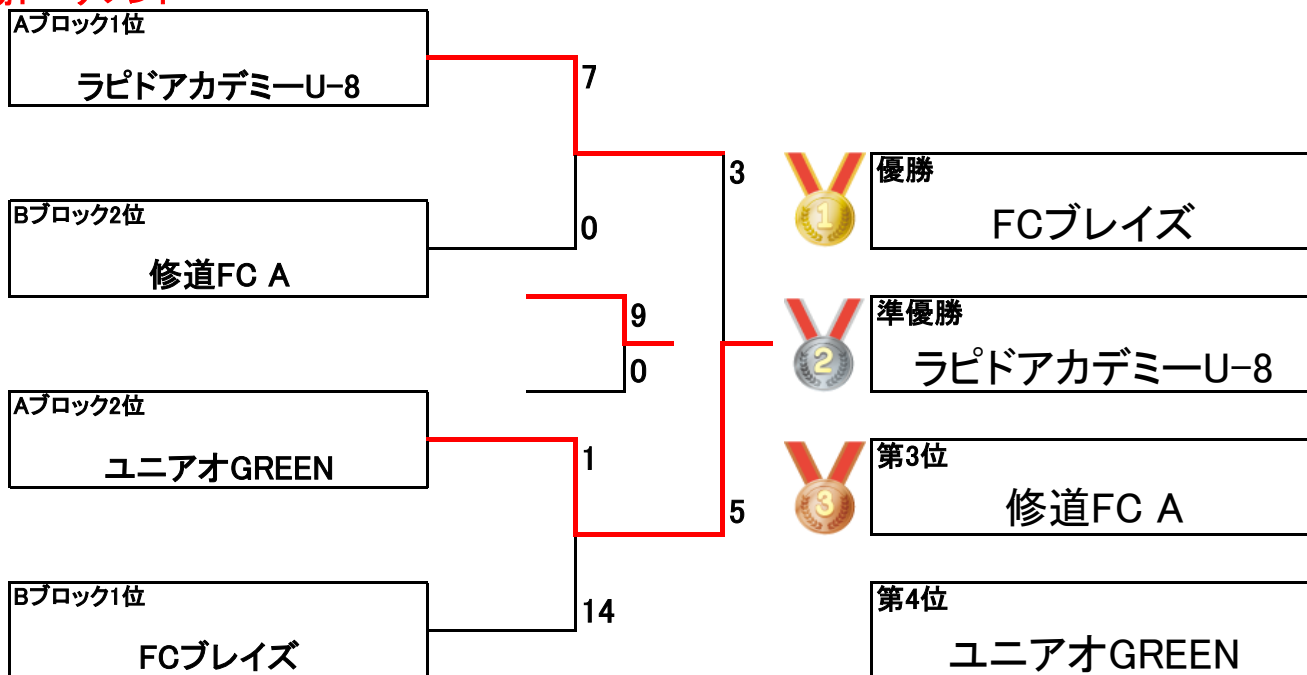 Aブロック1位
ラピドアカデミーU-8
7
3
優勝
FCブレイズ
Bブロック2位
修道FC A
0
9
0
準優勝
ラピドアカデミーU-8
Aブロック2位
ユニアオGREEN
1
5
第3位
修道FC A
Bブロック1位
FCブレイズ
14
第4位
ユニアオGREEN
1
2
3